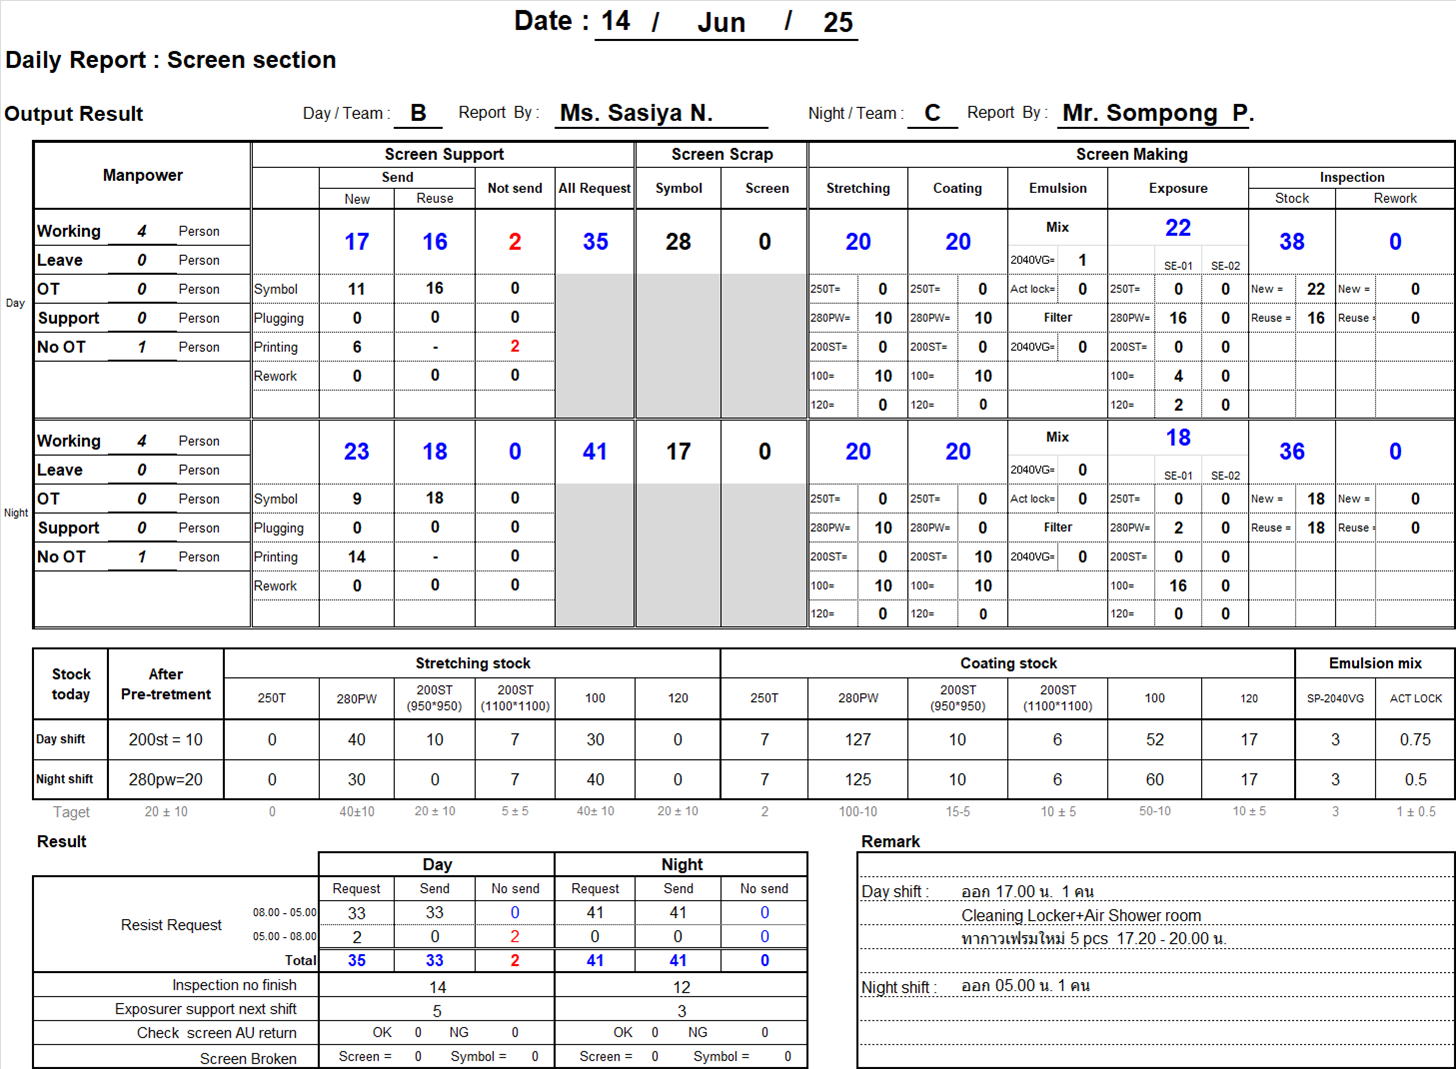 Date : 14 / Jun / 25
Daily Report : Screen section
Output Result Day / Team : B Report By : Ms. Sasiya N. Night / Team : C Report By : Mr. Sompong P.
Manpower Screen Support Screen Scrap Screen Making
Send Not send All Request Symbol Screen Stretching Coating Emulsion Exposure Inspection
New Reuse Stock Rework
Day
Working 4 Person 17 16 2 35 28 0 20 20 Mix 22 38 0
Leave 0 Person 2040VG= 1 SE-01 SE-02
OT 0 Person Symbol 11 16 0 250T= 0 250T= 0 Act lock= 0 250T= 0 0 New = 22 New = 0
Support 0 Person Plugging 0 0 0 280PW= 10 280PW= 10 Filter 280PW= 16 0 Reuse = 16 Reuse = 0
No OT 1 Person Printing 6 - 2 200ST= 0 200ST= 0 2040VG= 0 200ST= 0 0
Rework 0 0 0 100= 10 100= 10 100= 4 0
120= 0 120= 0 120= 2 0
Night
Working 4 Person 23 18 0 41 17 0 20 20 Mix 18 36 0
Leave 0 Person 2040VG= 0 SE-01 SE-02
OT 0 Person Symbol 9 18 0 250T= 0 250T= 0 Act lock= 0 250T= 0 0 New = 18 New = 0
Support 0 Person Plugging 0 0 0 280PW= 10 280PW= 0 Filter 280PW= 2 0 Reuse = 18 Reuse = 0
No OT 1 Person Printing 14 - 0 200ST= 0 200ST= 10 2040VG= 0 200ST= 0 0
Rework 0 0 0 100= 10 100= 10 100= 16 0
120= 0 120= 0 120= 0 0
Stock today After Pre-tretment Stretching stock Coating stock Emulsion mix
250T 280PW 200ST (950*950) 200ST (1100*1100) 100 120 250T 280PW 200ST (950*950) 200ST (1100*1100) 100 120 SP-2040VG ACT LOCK
Day shift 200st = 10 0 40 10 7 30 0 7 127 10 6 52 17 3 0.75
Night shift 280pw=20 0 30 0 7 40 0 7 125 10 6 60 17 3 0.5
Taget 20 ± 10 0 40±10 20 ± 10 5 ± 5 40± 10 20 ± 10 2 100-10 15-5 10 ± 5 50-10 10 ± 5 3 1 ± 0.5
Result
Day Night
Request Send No send Request Send No send
Resist Request 08.00 - 05.00 33 33 0 41 41 0
05.00 - 08.00 2 0 2 0 0 0
Total 35 33 2 41 41 0
Inspection no finish 14 12
Exposurer support next shift 5 3
Check screen AU return OK 0 NG 0 OK 0 NG 0
Screen Broken Screen = 0 Symbol = 0 Screen = 0 Symbol = 0
Remark
Day shift : ออก 17.00 น. 1 คน
Cleaning Locker+Air Shower room
ทากาวเฟรมใหม่ 5 pcs 17.20 - 20.00 น.
Night shift : ออก 05.00 น. 1 คน